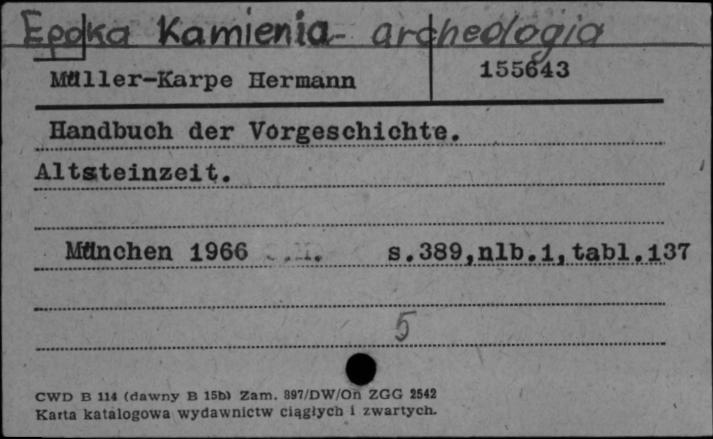 Epoka Kamienia - archeologia
Müller-Karpe Hermann 155643
Handbuch der Vorgeschichte.
Altsteinzeit.
München 1966 s.389,nlb.1,tabl.137
5
CWD B 114 (dawny B 15b) Zam. 897/DW/On ZGG 2542
Karta katalogowa wydawnictw ciągłych i zwartych.